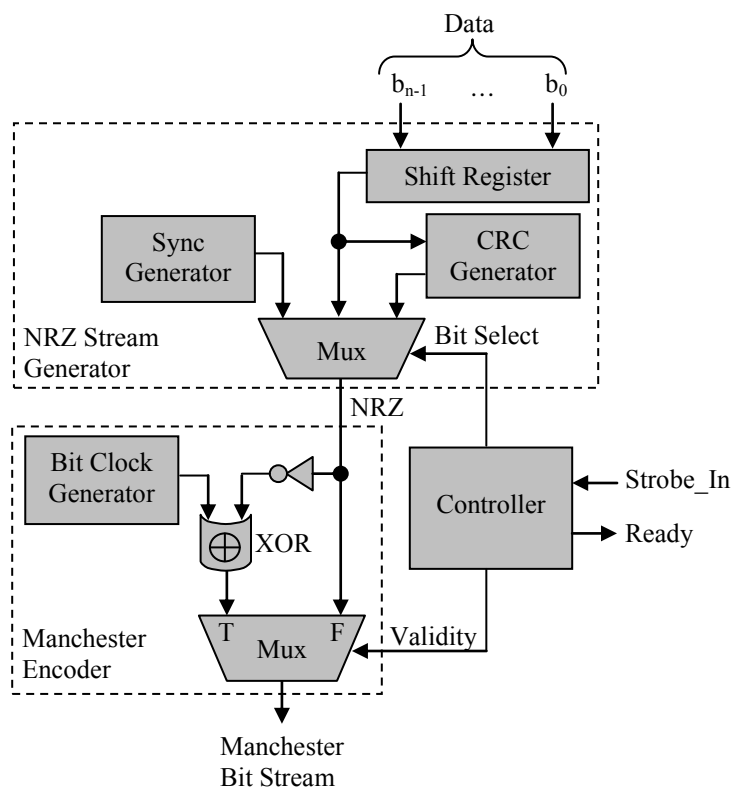 Data
b_{n-1} … b_0
Shift Register
Sync
Generator
CRC
Generator
NRZ Stream
Generator
Mux
Bit Select
NRZ
Bit Clock
Generator
XOR
Controller
Strobe_In
Ready
Manchester
Encoder
T
F
Mux
Validity
Manchester
Bit Stream